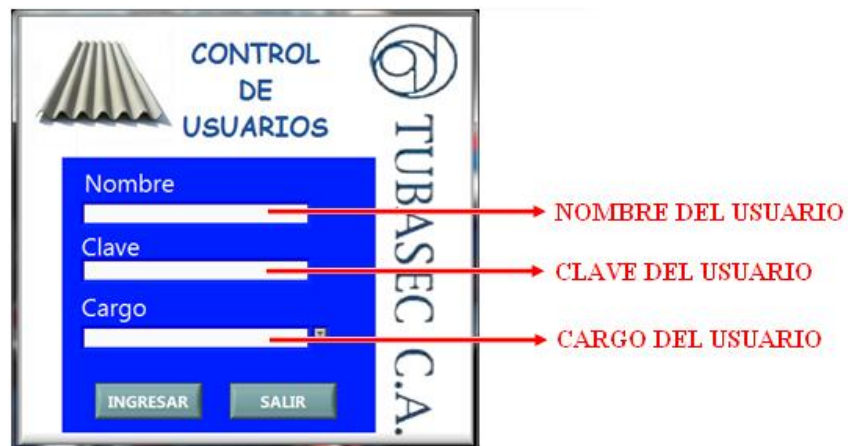 CONTROL
DE
USUARIOS
TUBASEC C.A.
Nombre
Clave
Cargo
INGRESAR
SALIR
NOMBRE DEL USUARIO
CLAVE DEL USUARIO
CARGO DEL USUARIO